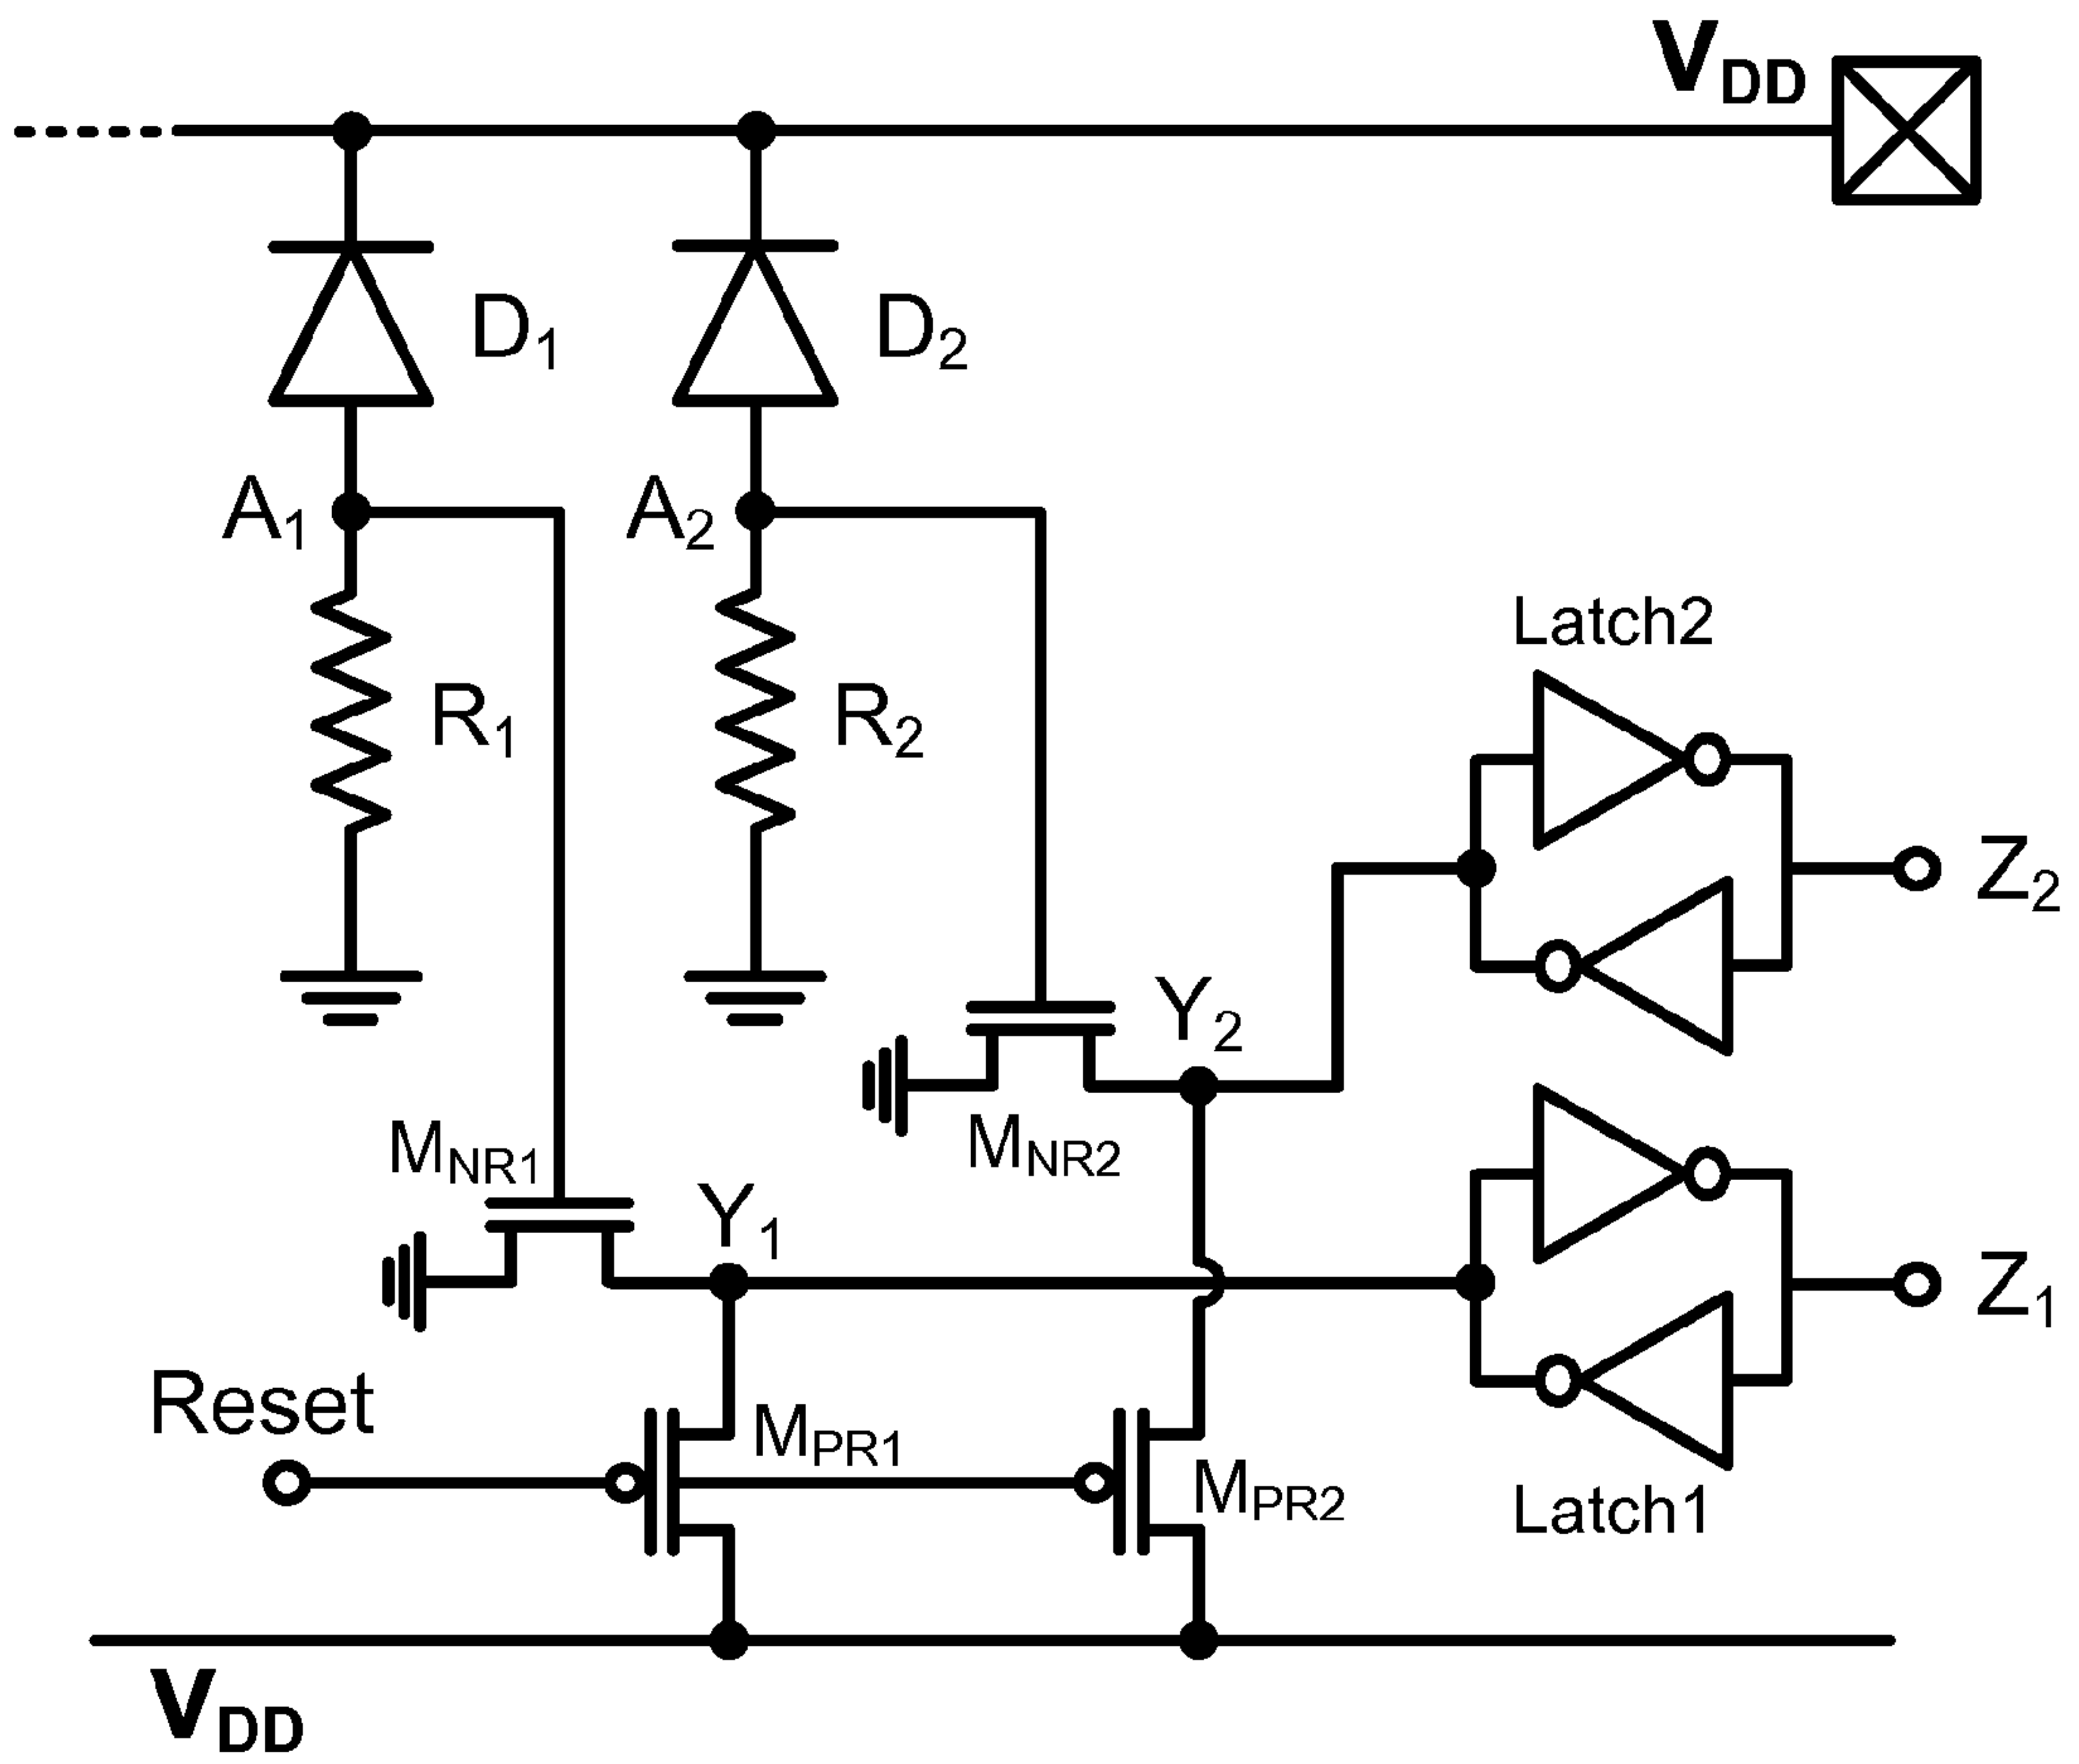 VDD
D1
D2
A1
A2
R1
R2
Latch2
Z2
Y2
MNR2
MNR1
Y1
Z1
Reset
MPR1
MPR2
Latch1
VDD